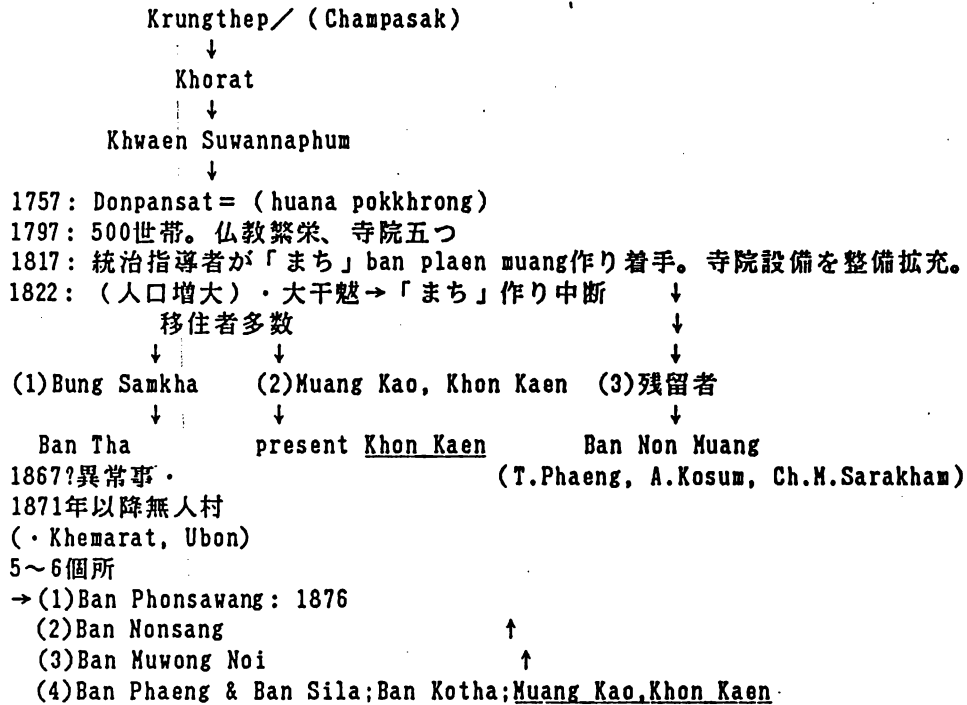 Krungthep／ (Champasak)
↓
Khorat
↓
Khwaen Suwannaphum
↓
1757: Donpansat= (huana pokkhrong)
1797: 500世帯。仏教繁栄、寺院五つ
1817: 統治指導者が「まち」ban plaen muang作り着手。寺院設備を整備拡充。
1822: (人口増大)・大干魃→「まち」作り中断 ↓
移住者多数 ↓
↓ ↓ ↓
(1)Bung Samkha (2)Muang Kao, Khon Kaen (3)残留者
↓ ↓ ↓
Ban Tha present Khon Kaen Ban Non Muang
1867?異常事・ (T.Phaeng, A.Kosum, Ch.M.Sarakham)
1871年以降無人村
(・Khemarat, Ubon)
5～6個所
→(1)Ban Phonsawang: 1876
(2)Ban Nonsang ↑
(3)Ban Muwong Noi ↑
(4)Ban Phaeng & Ban Sila;Ban Kotha;Muang Kao,Khon Kaen